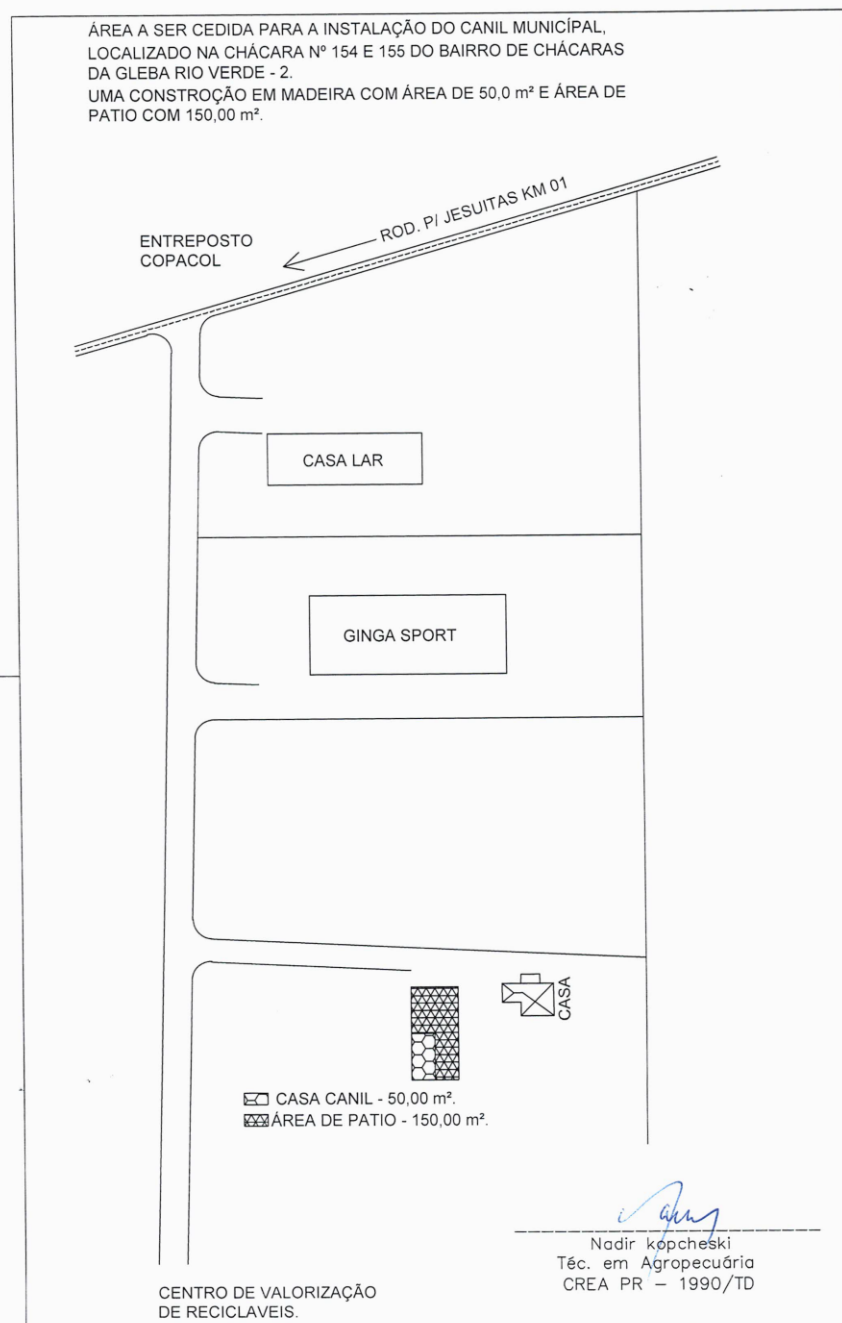 ÁREA A SER CEDIDA PARA A INSTALAÇÃO DO CANIL MUNICÍPAL,
LOCALIZADO NA CHÁCARA Nº 154 E 155 DO BAIRRO DE CHÁCARAS
DA GLEBA RIO VERDE - 2.
UMA CONSTROÇÃO EM MADEIRA COM ÁREA DE 50,0 m² E ÁREA DE
PATIO COM 150,00 m².
ROD. P/ JESUITAS KM 01
ENTREPOSTO
COPACOL
CASA LAR
GINGA SPORT
CASA
CASA CANIL - 50,00 m².
ÁREA DE PATIO - 150,00 m².
Nadir kopcheski
Téc. em Agropecuária
CREA PR - 1990/TD
CENTRO DE VALORIZAÇÃO
DE RECICLAVEIS.